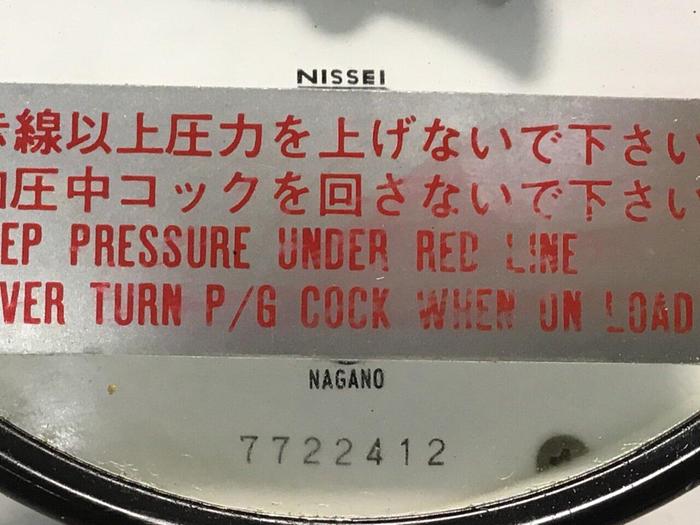 NISSEI
赤線以上圧力を上げないで下さい
加圧中コックを回さないで下さい
EP PRESSURE UNDER RED LINE
VER TURN P/G COCK WHEN ON LOAD
NAGANO
7722412